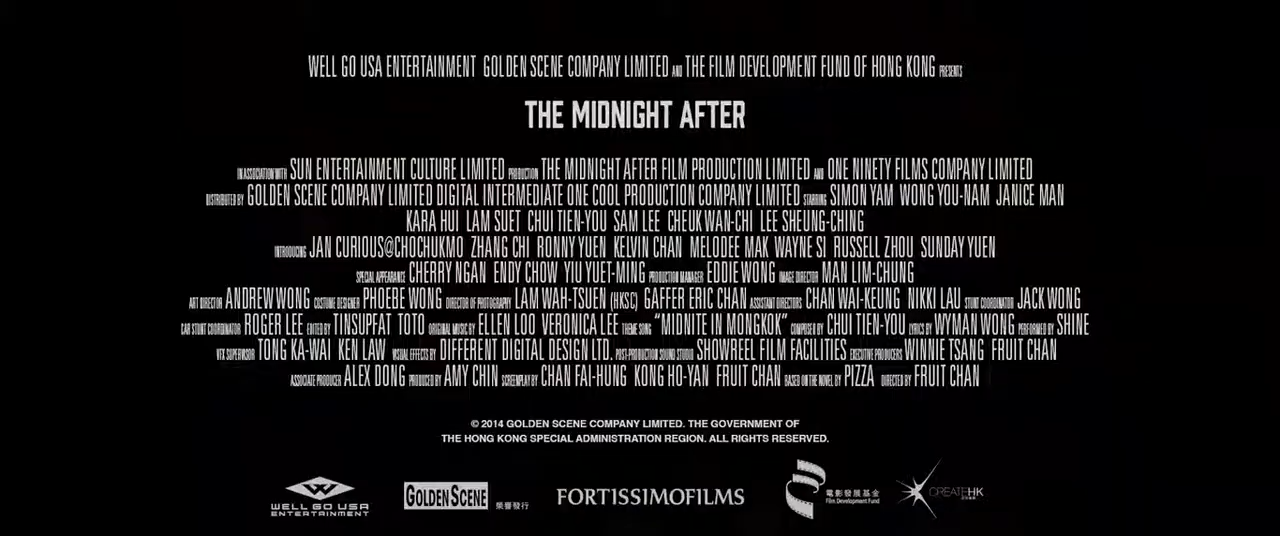 WELL GO USA ENTERTAINMENT GOLDEN SCENE COMPANY LIMITED AND THE FILM DEVELOPMENT FUND OF HONG KONG PRESENTS
THE MIDNIGHT AFTER
IN ASSOCIATION WITH SUN ENTERTAINMENT CULTURE LIMITED PRODUCTION THE MIDNIGHT AFTER FILM PRODUCTION LIMITED AND ONE NINETY FILMS COMPANY LIMITED
DISTRIBUTED BY GOLDEN SCENE COMPANY LIMITED DIGITAL INTERMEDIATE ONE COOL PRODUCTION COMPANY LIMITED STARRING SIMON YAM WONG YOU-NAM JANICE MAN
KARA HUI LAM SUET CHUI TIEN-YOU SAM LEE CHEUK WAN-CHI LEE SHEUNG-CHING
INTRODUCING JAN CURIOUS@CHOCHUKMO ZHANG CHI RONNY YUEN KELVIN CHAN MELODEE MAK WAYNE SI RUSSELL ZHOU SUNDAY YUEN
SPECIAL APPEARANCE CHERRY NGAN ENDY CHOW YIU YUET-MING PRODUCTION MANAGER EDDIE WONG IMAGE DIRECTOR MAN LIM-CHUNG
ART DIRECTOR ANDREW WONG COSTUME DESIGNER PHOEBE WONG DIRECTOR OF PHOTOGRAPHY LAM WAH-TSUEN (HKSC) GAFFER ERIC CHAN ASSISTANT DIRECTORS CHAN WAI-KEUNG NIKKI LAU STUNT COORDINATOR JACK WONG
CAR STUNT COORDINATOR ROGER LEE EDITED BY TINSUPFAT TOTO ORIGINAL MUSIC BY ELLEN LOO VERONICA LEE THEME SONG "MIDNITE IN MONGKOK" COMPOSED BY CHUI TIEN-YOU LYRICS BY WYMAN WONG PERFORMED BY SHINE
VFX SUPERVISOR TONG KA-WAI KEN LAW VISUAL EFFECTS BY DIFFERENT DIGITAL DESIGN LTD. POST-PRODUCTION SOUND STUDIO SHOWREEL FILM FACILITIES EXECUTIVE PRODUCERS WINNIE TSANG FRUIT CHAN
ASSOCIATE PRODUCER ALEX DONG PRODUCED BY AMY CHIN SCREENPLAY BY CHAN FAI-HUNG KONG HO-YAN FRUIT CHAN BASED ON THE NOVEL BY PIZZA DIRECTED BY FRUIT CHAN
© 2014 GOLDEN SCENE COMPANY LIMITED. THE GOVERNMENT OF
THE HONG KONG SPECIAL ADMINISTRATION REGION. ALL RIGHTS RESERVED.
WELL GO USA
ENTERTAINMENT
GOLDEN SCENE 榮譽發行
FORTISSIMO FILMS
電影發展基金
Film Development Fund
CREATEHK